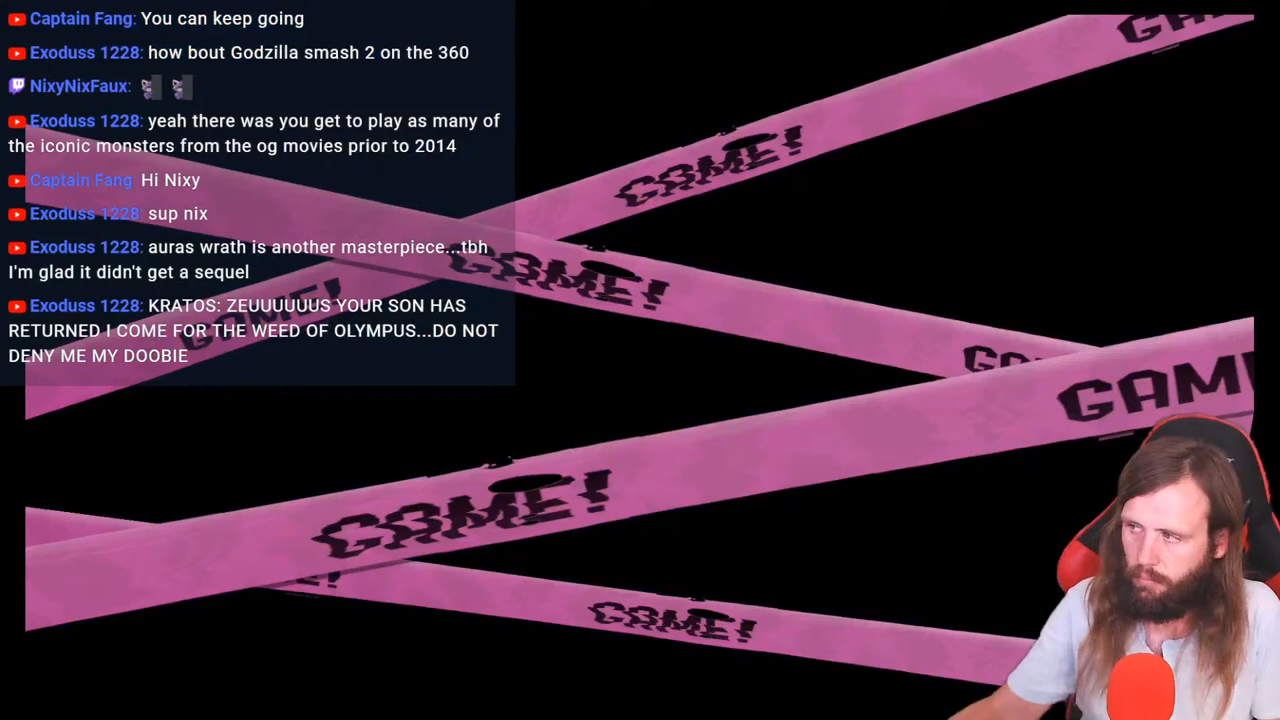 Captain Fang: You can keep going
Exoduss 1228: how bout Godzilla smash 2 on the 360
NixyNixFaux:
Exoduss 1228: yeah there was you get to play as many of
the iconic monsters from the og movies prior to 2014
Captain Fang: Hi Nixy
Exoduss 1228: sup nix
Exoduss 1228: auras wrath is another masterpiece...tbh
I'm glad it didn't get a sequel
Exoduss 1228: KRATOS: ZEUUUUUUS YOUR SON HAS
RETURNED I COME FOR THE WEED OF OLYMPUS...DO NOT
DENY ME MY DOOBIE
GAME!
GAME!
GAME!
GAME!
GAME!